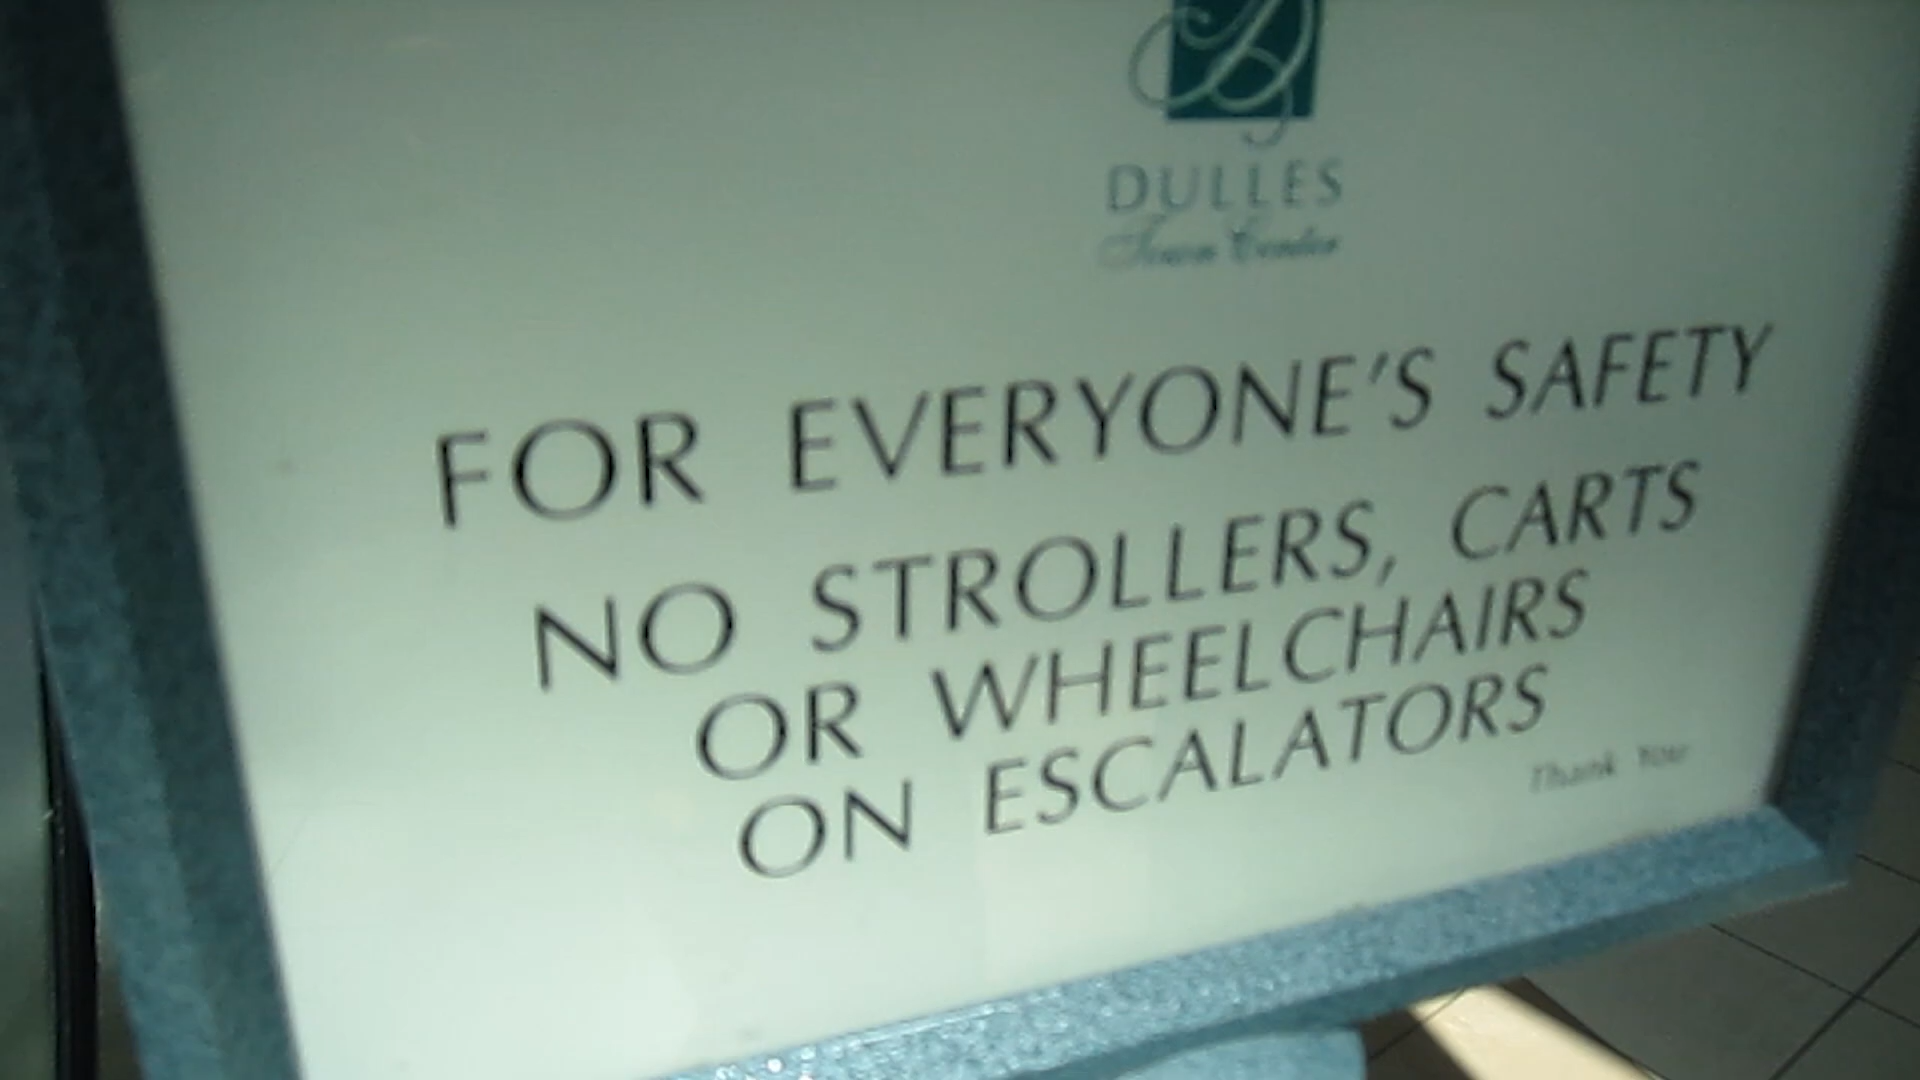 DULLES
Town Center
FOR EVERYONE'S SAFETY
NO STROLLERS, CARTS
OR WHEELCHAIRS
ON ESCALATORS
Thank You